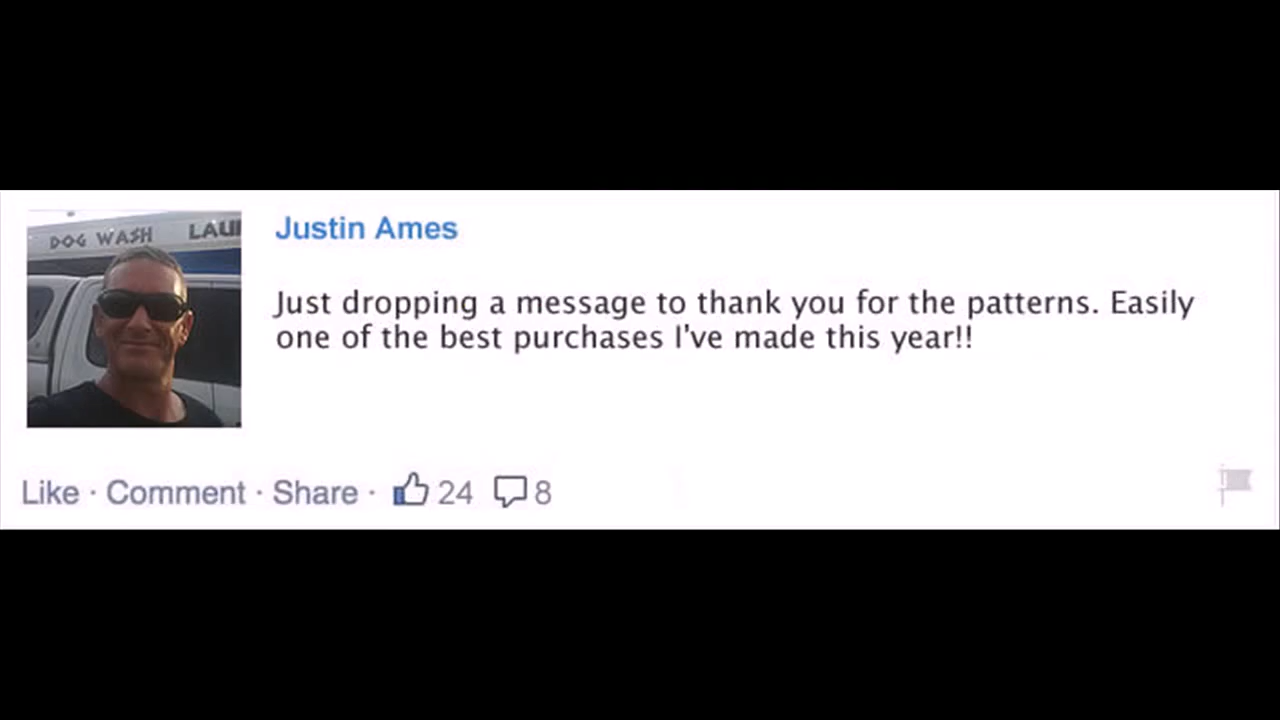 DOG WASH LAU
Justin Ames
Just dropping a message to thank you for the patterns. Easily
one of the best purchases I've made this year!!
Like · Comment · Share · 24 8